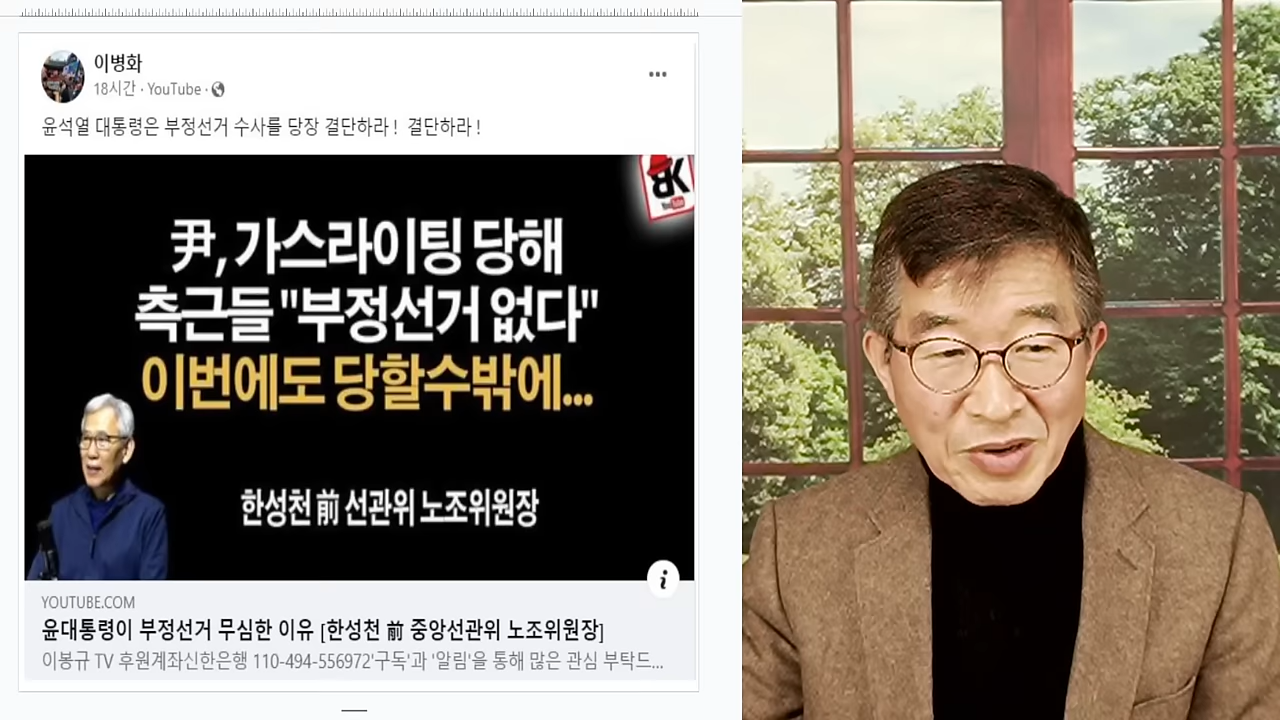 이병화
18시간 · YouTube ·
윤석열 대통령은 부정선거 수사를 당장 결단하라 ! 결단하라 !
BK
YouTube
尹, 가스라이팅 당해
측근들 "부정선거 없다"
이번에도 당할수밖에...
한성천 前 선관위 노조위원장
YOUTUBE.COM
윤대통령이 부정선거 무심한 이유 [한성천 前 중앙선관위 노조위원장]
이봉규 TV 후원계좌신한은행 110-494-556972'구독'과 '알림'을 통해 많은 관심 부탁드...